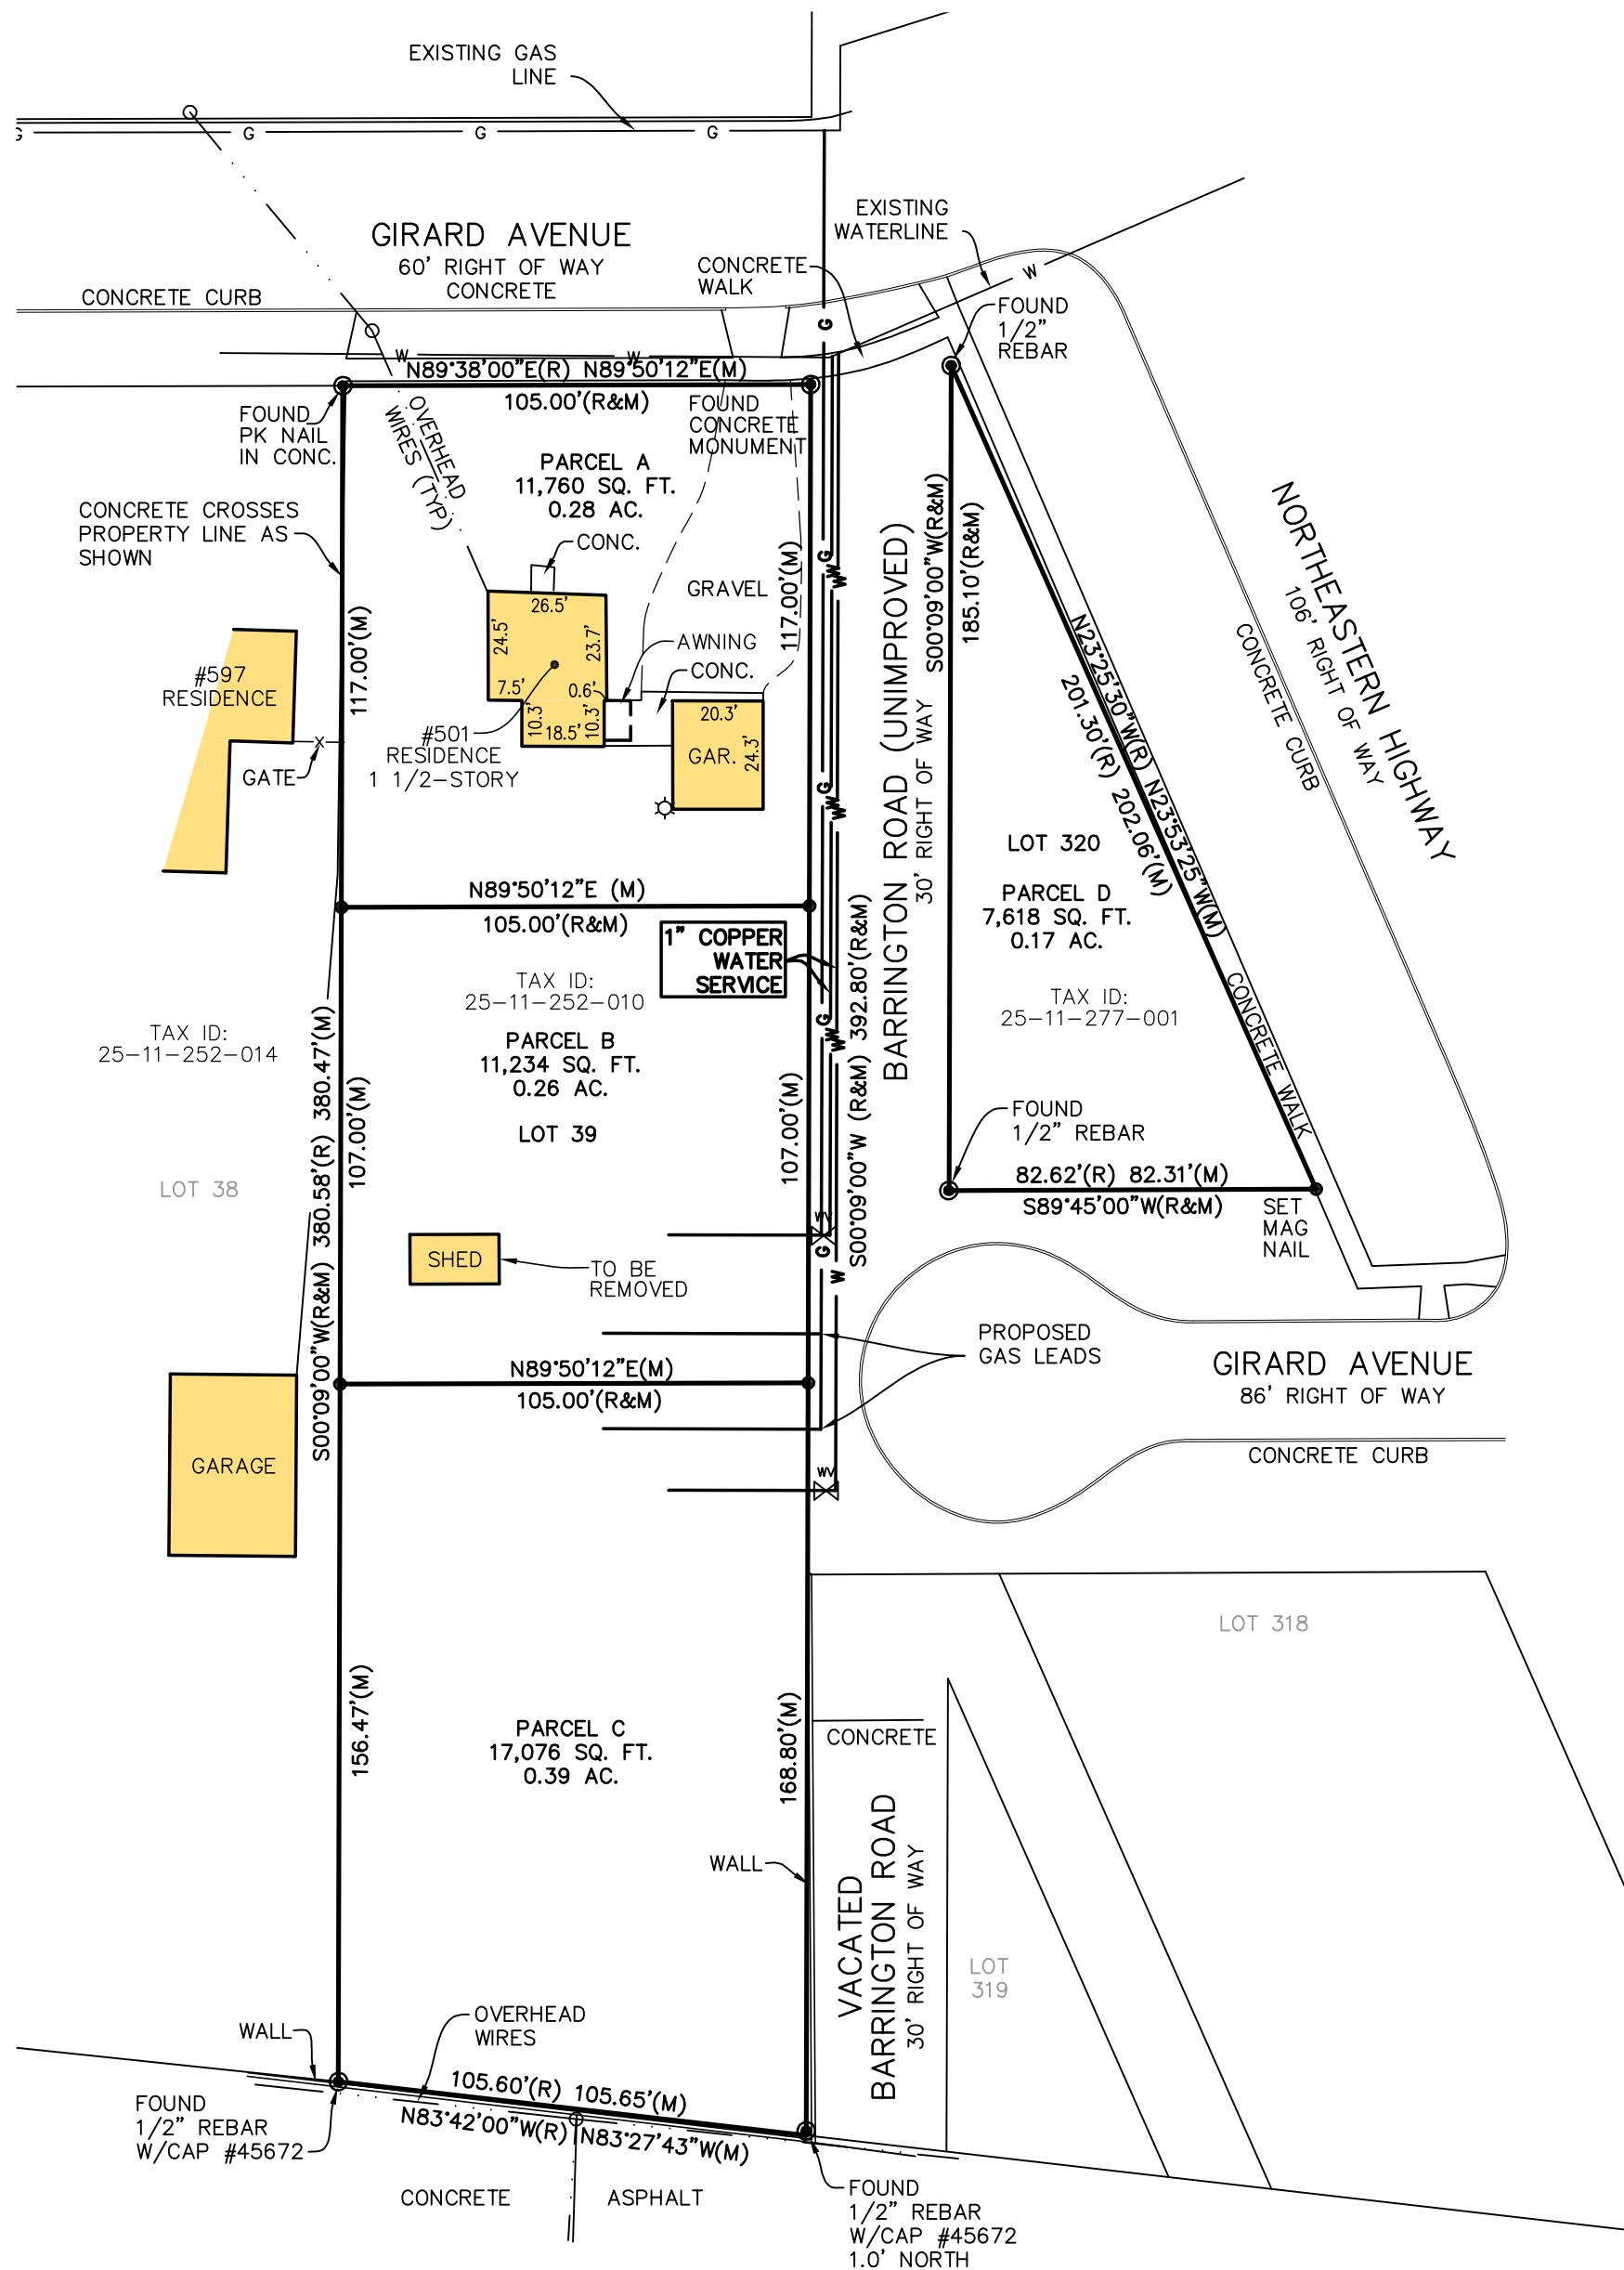 EXISTING GAS
LINE
G
G
G
G
GIRARD AVENUE
60' RIGHT OF WAY
CONCRETE
CONCRETE CURB
EXISTING
WATERLINE
CONCRETE
WALK
G
W
FOUND
1/2"
REBAR
W
W
N89°38'00"E(R) N89°50'12"E(M)
105.00'(R&M)
FOUND
PK NAIL
IN CONC.
OVERHEAD
WIRES (TYP)
FOUND
CONCRETE
MONUMENT
PARCEL A
11,760 SQ. FT.
0.28 AC.
CONCRETE CROSSES
PROPERTY LINE AS
SHOWN
CONC.
GRAVEL
117.00'(M)
117.00'(M)
26.5'
24.5'
23.7'
7.5'
0.6'
10.3'
18.5'
10.3'
AWNING
CONC.
20.3'
24.3'
GAR.
#501
RESIDENCE
1 1/2-STORY
#597
RESIDENCE
X
GATE
G
W
W
G
W
W
BARRINGTON ROAD (UNIMPROVED)
30' RIGHT OF WAY
S00°09'00"W(R&M)
185.10'(R&M)
N23°25'30"W(R) N23°53'25"W(M)
201.30'(R) 202.06'(M)
NORTHEASTERN HIGHWAY
106' RIGHT OF WAY
CONCRETE CURB
CONCRETE WALK
LOT 320
PARCEL D
7,618 SQ. FT.
0.17 AC.
TAX ID:
25-11-277-001
N89°50'12"E (M)
105.00'(R&M)
1" COPPER
WATER
SERVICE
TAX ID:
25-11-252-010
PARCEL B
11,234 SQ. FT.
0.26 AC.
LOT 39
TAX ID:
25-11-252-014
LOT 38
S00°09'00"W(R&M) 380.58'(R) 380.47'(M)
107.00'(M)
107.00'(M)
G
W
W
S00°09'00"W (R&M) 392.80'(R&M)
FOUND
1/2" REBAR
82.62'(R) 82.31'(M)
S89°45'00"W(R&M)
SET
MAG
NAIL
WV
G
W
SHED
TO BE
REMOVED
PROPOSED
GAS LEADS
GIRARD AVENUE
86' RIGHT OF WAY
CONCRETE CURB
N89°50'12"E(M)
105.00'(R&M)
GARAGE
WV
LOT 318
156.47'(M)
PARCEL C
17,076 SQ. FT.
0.39 AC.
168.80'(M)
CONCRETE
VACATED
BARRINGTON ROAD
30' RIGHT OF WAY
WALL
LOT
319
WALL
OVERHEAD
WIRES
105.60'(R) 105.65'(M)
N83°42'00"W(R) N83°27'43"W(M)
FOUND
1/2" REBAR
W/CAP #45672
CONCRETE
ASPHALT
FOUND
1/2" REBAR
W/CAP #45672
1.0' NORTH